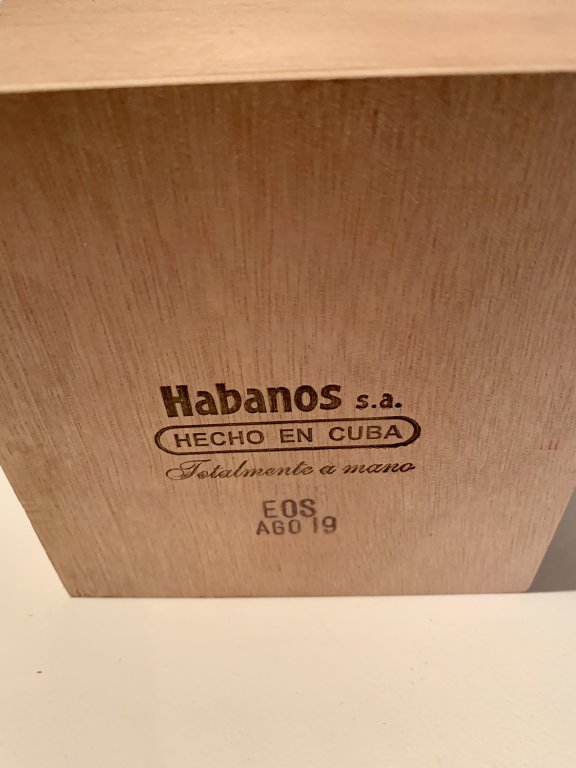 Habanos s.a.
HECHO EN CUBA
Totalmente a mano
EOS
AGO 19